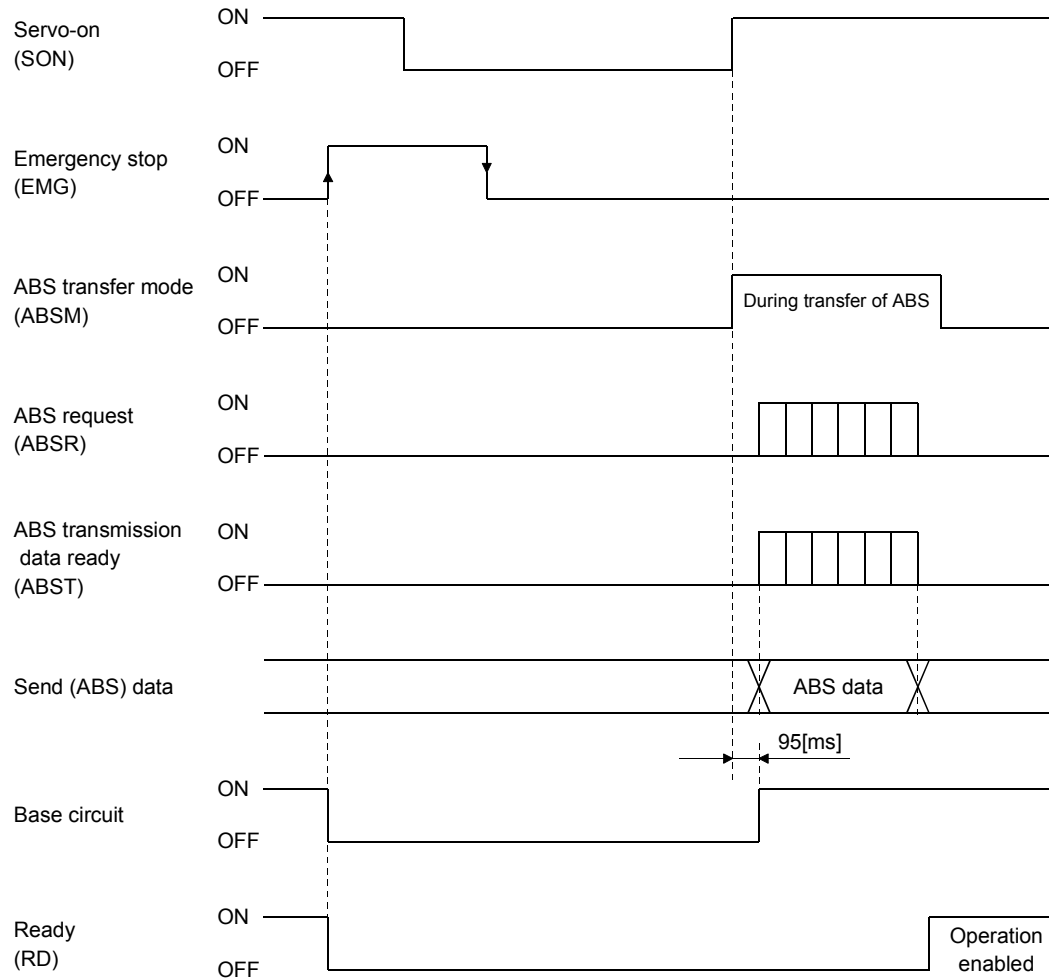 Servo-on
(SON)
ON
OFF
Emergency stop
(EMG)
ON
OFF
ABS transfer mode
(ABSM)
ON
OFF
During transfer of ABS
ABS request
(ABSR)
ON
OFF
ABS transmission
data ready
(ABST)
ON
OFF
Send (ABS) data
ABS data
95[ms]
Base circuit
ON
OFF
Ready
(RD)
ON
OFF
Operation
enabled